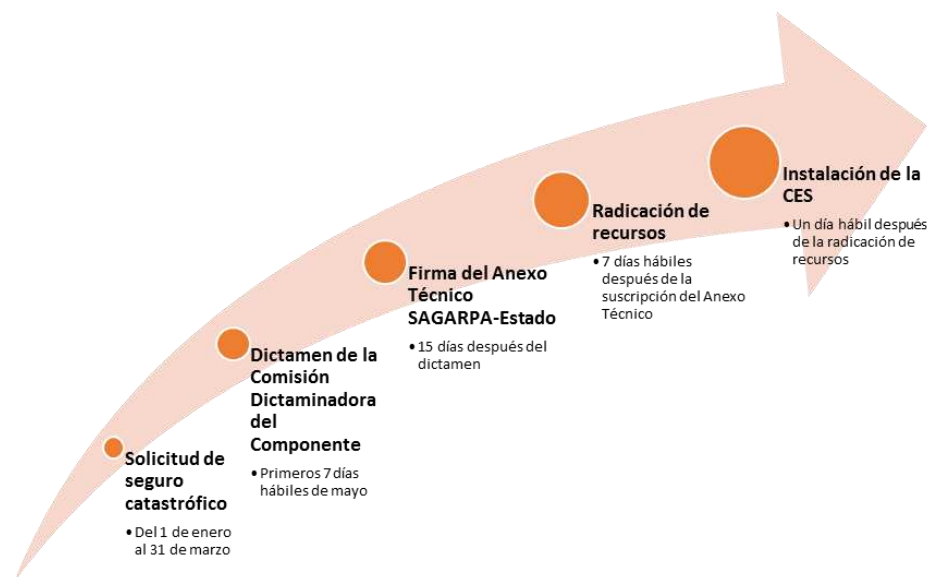 Solicitud de
seguro
catastrófico
•Del 1 de enero
al 31 de marzo
Dictamen de la
Comisión
Dictaminadora
del
Componente
•Primeros 7 días
hábiles de mayo
Firma del Anexo
Técnico
SAGARPA-Estado
•15 días después del
dictamen
Radicación de
recursos
•7 días hábiles
después de la
suscripción del Anexo
Técnico
Instalación de la
CES
•Un día hábil después
de la radicación de
recursos